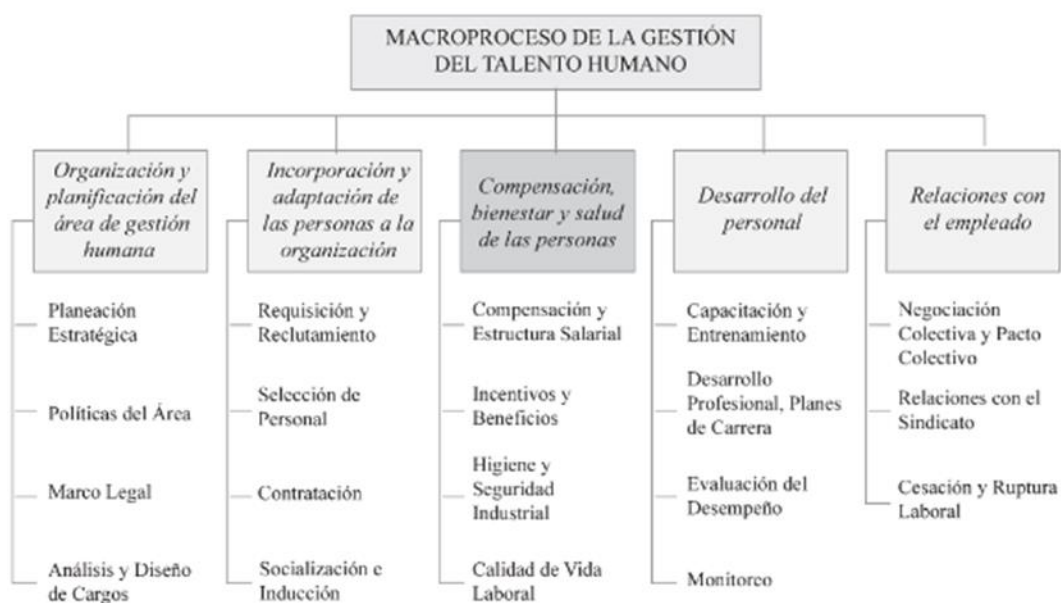 MACROPROCESO DE LA GESTIÓN
DEL TALENTO HUMANO
Organización y
planificación del
área de gestión
humana
Planeación
Estratégica
Políticas del Área
Marco Legal
Análisis y Diseño
de Cargos
Incorporación y
adaptación de
las personas a la
organización
Requisición y
Reclutamiento
Selección de
Personal
Contratación
Socialización e
Inducción
Compensación,
bienestar y salud
de las personas
Compensación y
Estructura Salarial
Incentivos y
Beneficios
Higiene y
Seguridad
Industrial
Calidad de Vida
Laboral
Desarrollo del
personal
Capacitación y
Entrenamiento
Desarrollo
Profesional, Planes
de Carrera
Evaluación del
Desempeño
Monitoreo
Relaciones con
el empleado
Negociación
Colectiva y Pacto
Colectivo
Relaciones con el
Sindicato
Cesación y Ruptura
Laboral